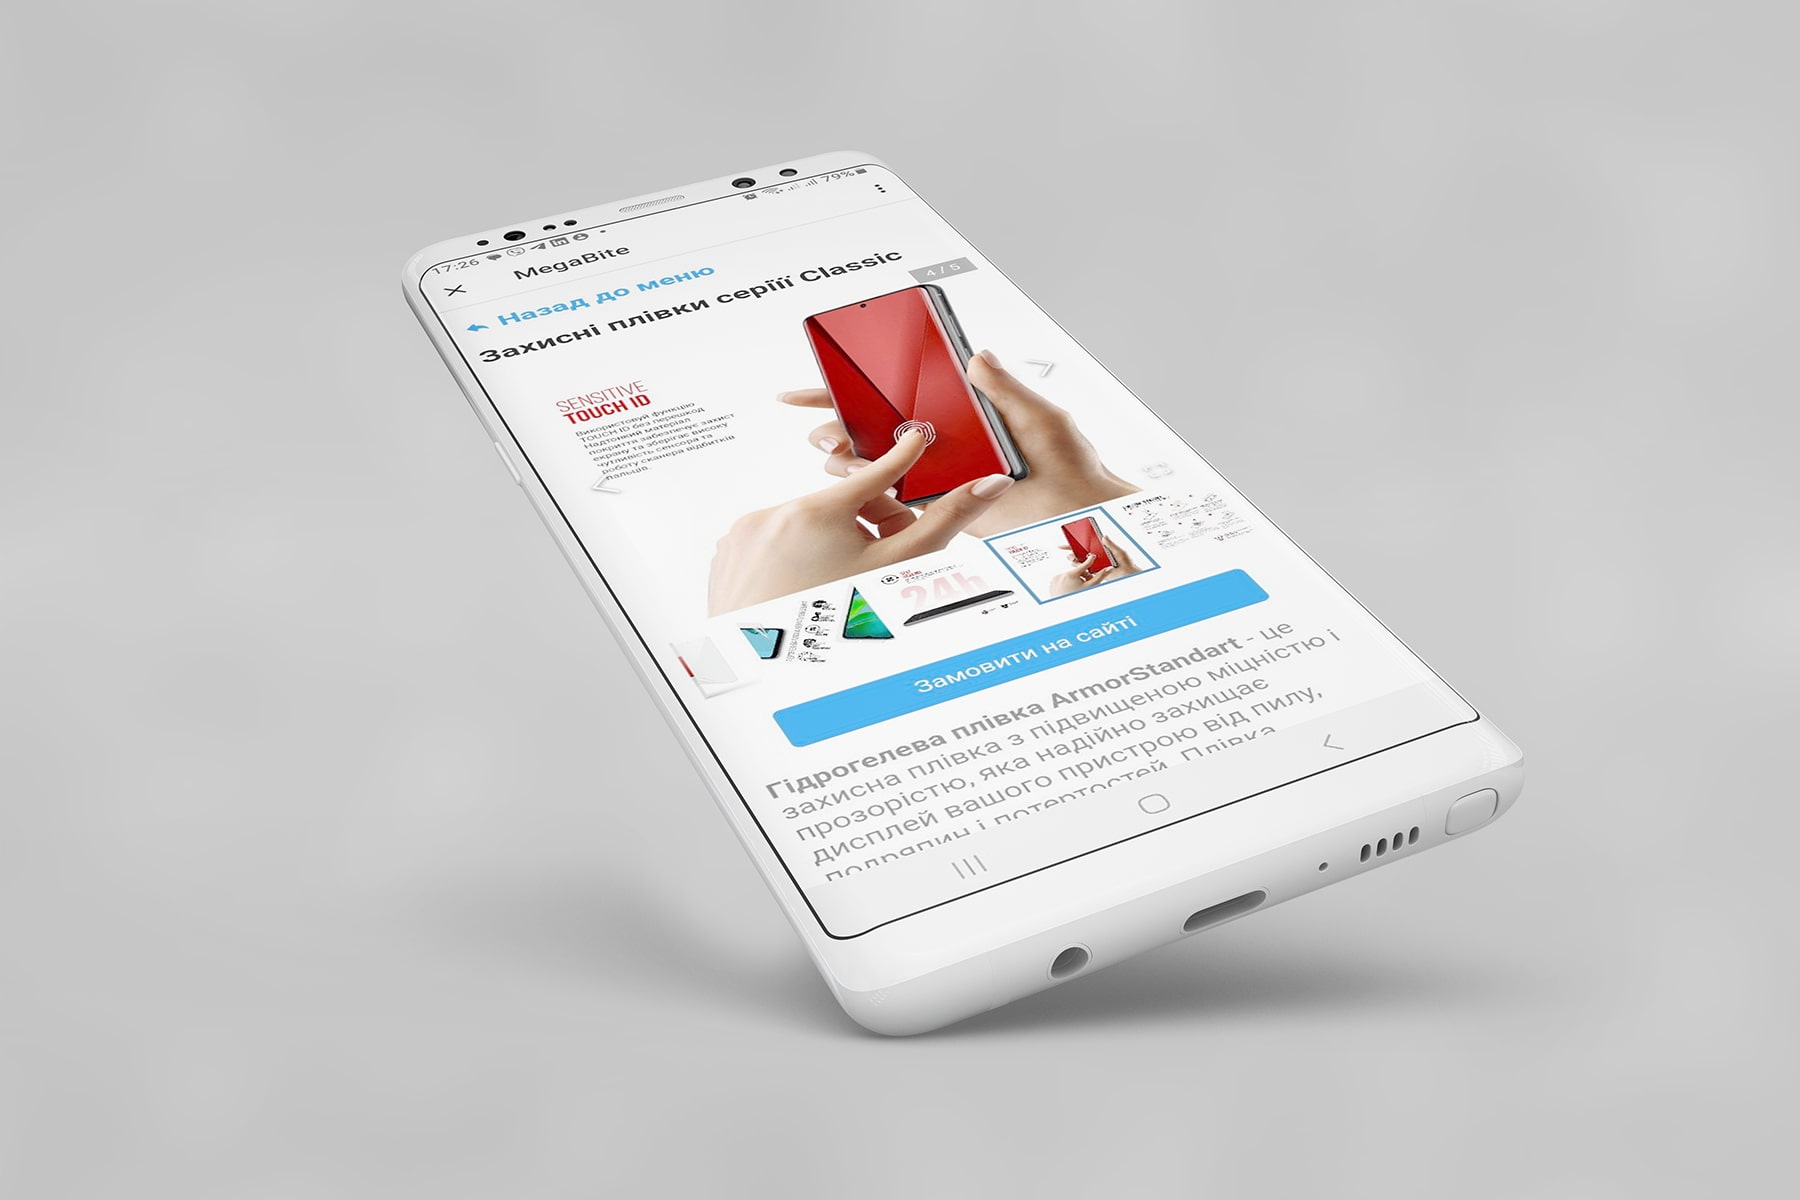 17:26
79%
MegaBite
Назад до меню
Захисні плівки серіїї Classic
4 / 5
SENSITIVE
TOUCH ID
Використовуй функцію
TOUCH ID без перешкод
Надтонкий матеріал
покриття забезпечує захист
екрану та зберігає високу
чутливість сенсора та
роботу сканера відбитків
пальців.
24h
Замовити на сайті
Гідрогелева плівка ArmorStandart - це
захисна плівка з підвищеною міцністю і
прозорістю, яка надійно захищає
дисплей вашого пристрою від пилу,
подряпин і потертостей. Плівка